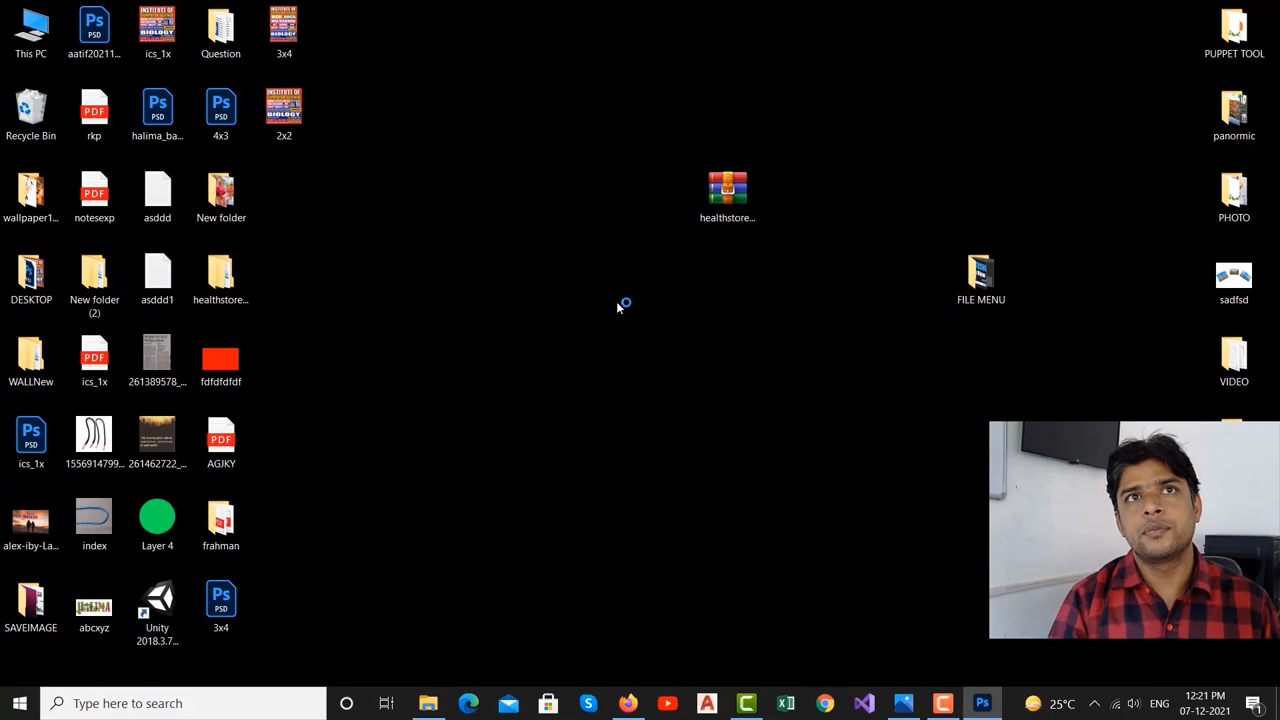 This PC
aatif20211...
ics_1x
Question
3x4
PUPPET TOOL
Recycle Bin
rkp
halima_ba...
4x3
2x2
panormic
wallpaper1...
notesexp
asddd
New folder
healthstore...
PHOTO
DESKTOP
New folder
(2)
asddd1
healthstore...
FILE MENU
sadfsd
WALLNew
ics_1x
261389578_...
fdfdfdfdf
VIDEO
ics_1x
1556914799...
261462722_...
AGJKY
alex-iby-La...
index
Layer 4
frahman
SAVEIMAGE
abcxyz
Unity
2018.3.7...
3x4
Type here to search
25°C
ENG
12:21 PM
07-12-2021